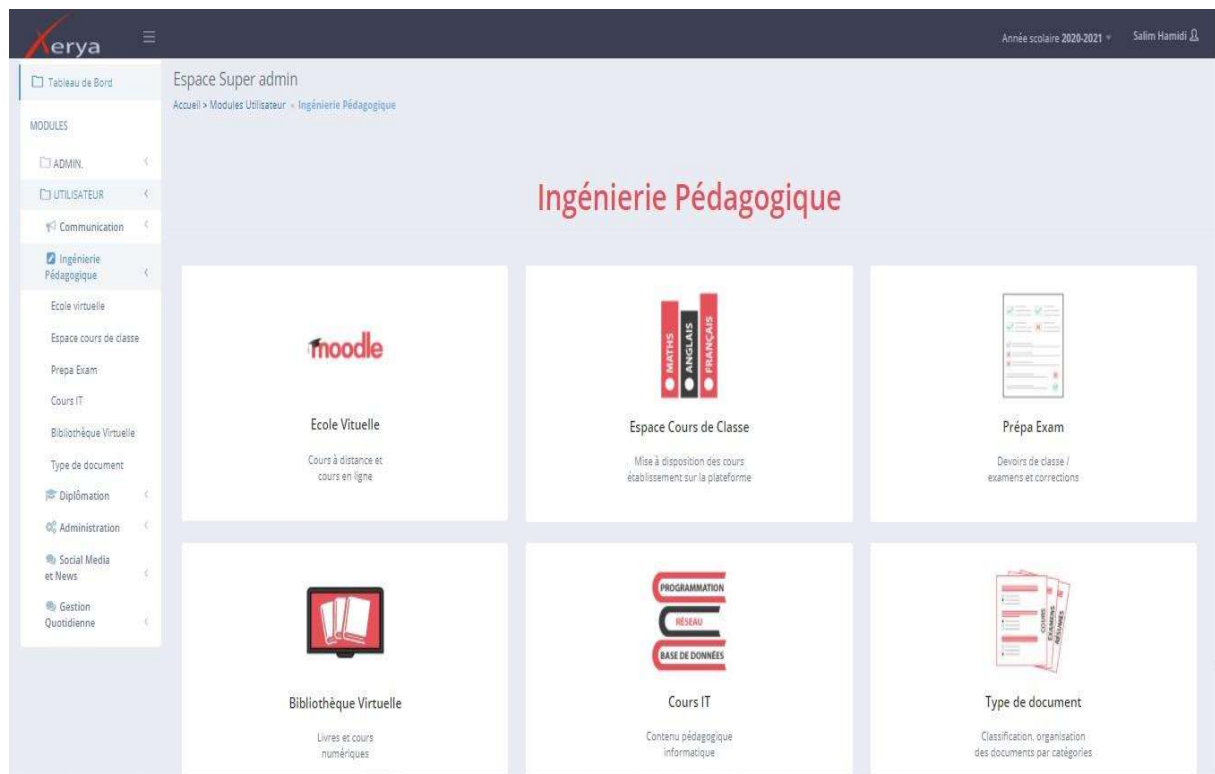 Xerya
Année scolaire 2020-2021
Salim Hamidi
Tableau de Bord
MODULES
ADMIN.
UTILISATEUR
Communication
Ingénierie
Pédagogique
Ecole virtuelle
Espace cours de classe
Prepa Exam
Cours IT
Bibliothèque Virtuelle
Type de document
Diplômation
Administration
Social Media
et News
Gestion
Quotidienne
Espace Super admin
Accueil > Modules Utilisateur > Ingénierie Pédagogique
Ingénierie Pédagogique
moodle
Ecole Vituelle
Cours à distance et
cours en ligne
MATHS
ANGLAIS
FRANÇAIS
Espace Cours de Classe
Mise à disposition des cours
établissement sur la plateforme
Prépa Exam
Devoirs de classe /
examens et corrections
Bibliothèque Virtuelle
Livres et cours
numériques
PROGRAMMATION
RÉSEAU
BASE DE DONNÉES
Cours IT
Contenu pédagogique
informatique
COURS
EXAMENS
RÉSUMÉS
Type de document
Classification, organisation
des documents par catégories